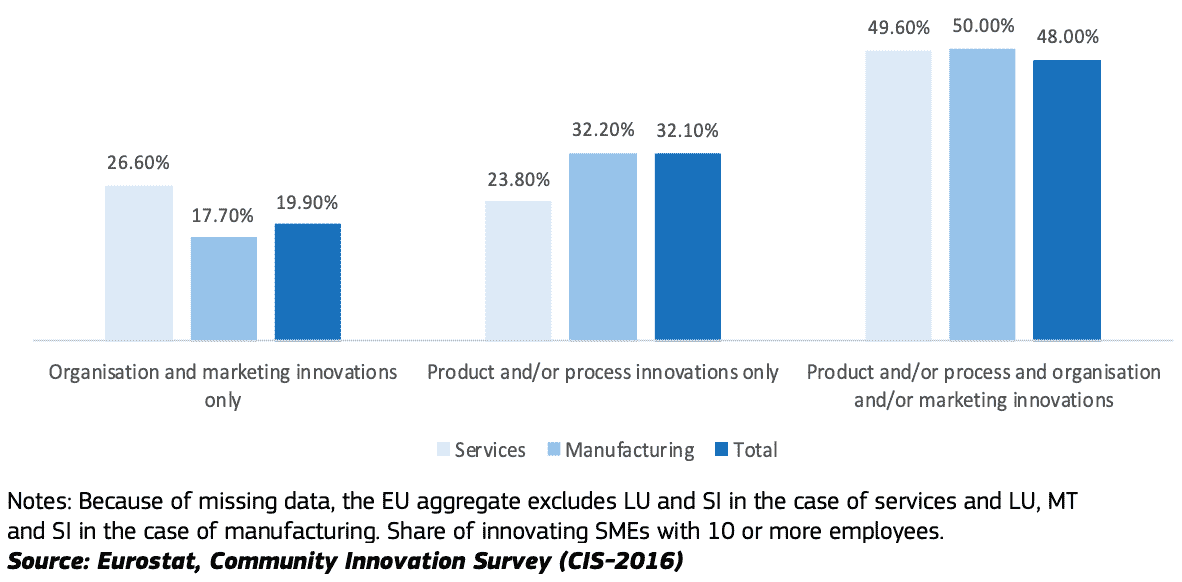 49.60%
50.00%
48.00%
32.20%
32.10%
26.60%
23.80%
19.90%
17.70%
Organisation and marketing innovations
only
Product and/or process innovations only
Product and/or process and organisation
and/or marketing innovations
Services
Manufacturing
Total
Notes: Because of missing data, the EU aggregate excludes LU and SI in the case of services and LU, MT
and SI in the case of manufacturing. Share of innovating SMEs with 10 or more employees.
Source: Eurostat, Community Innovation Survey (CIS-2016)